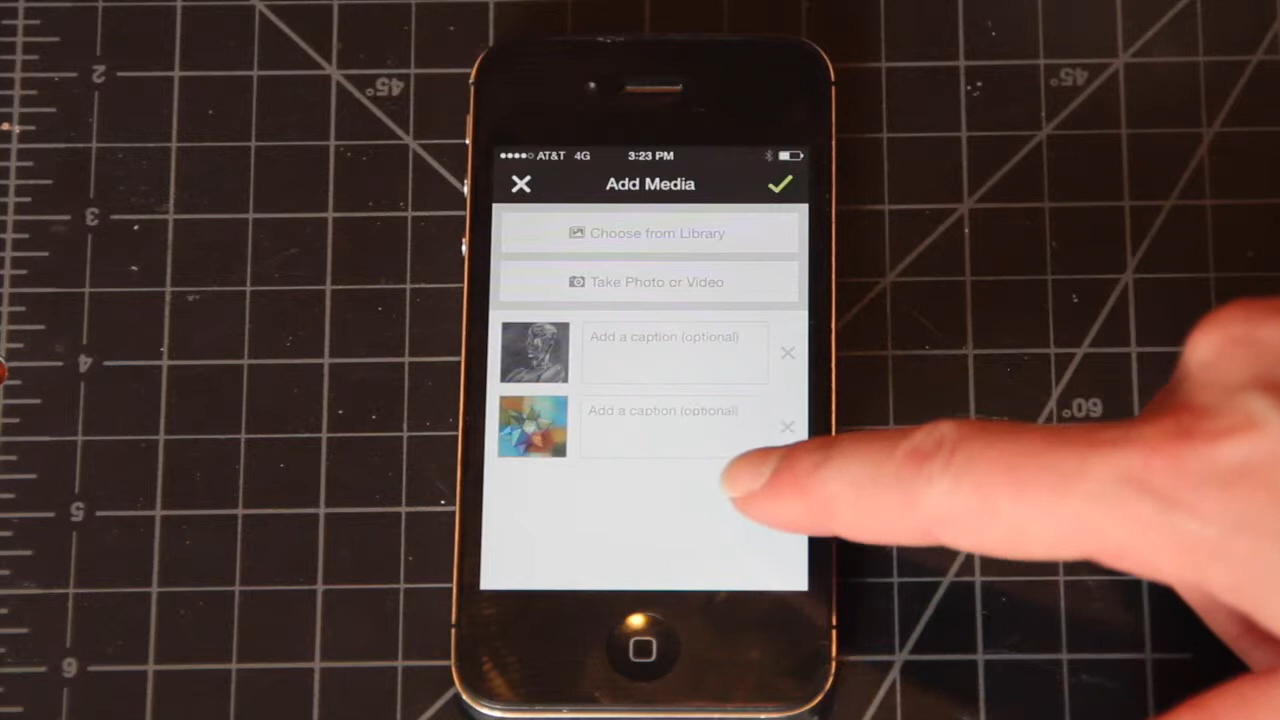 2
45°
45°
AT&T 4G
3:23 PM
Add Media
3
Choose from Library
Take Photo or Video
Add a caption (optional)
4
Add a caption (optional)
60°
5
6